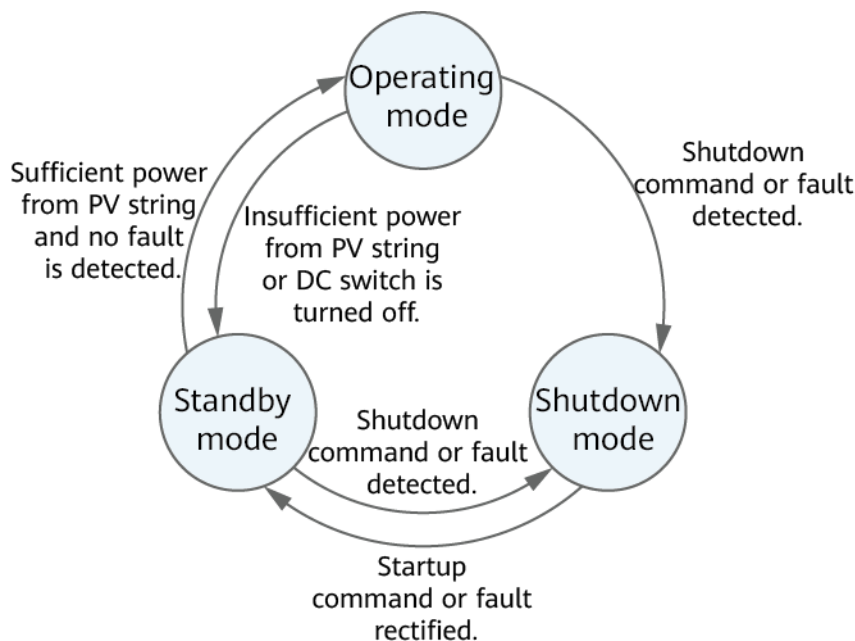 Operating
mode
Shutdown
command or fault
detected.
Sufficient power
from PV string
and no fault
is detected.
Insufficient power
from PV string
or DC switch is
turned off.
Standby
mode
Shutdown
command or fault
detected.
Shutdown
mode
Startup
command or fault
rectified.